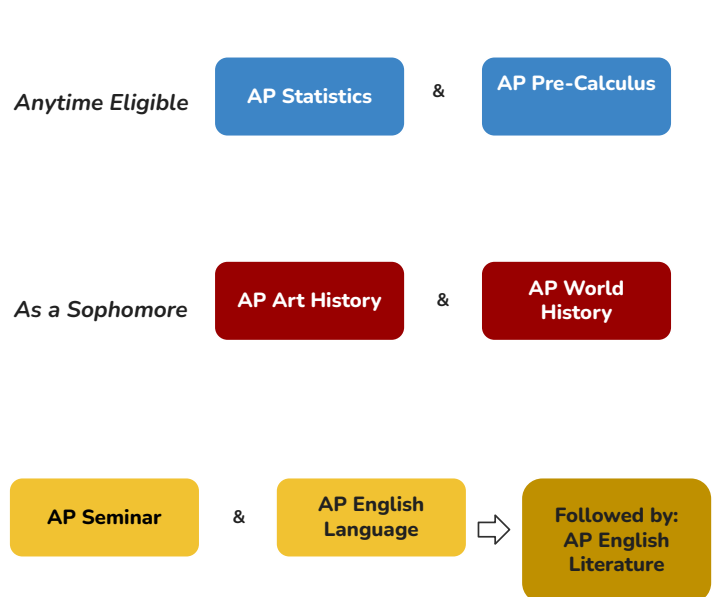 Anytime Eligible
AP Statistics
&
AP Pre-Calculus
As a Sophomore
AP Art History
&
AP World
History
AP Seminar
&
AP English
Language
Followed by:
AP English
Literature